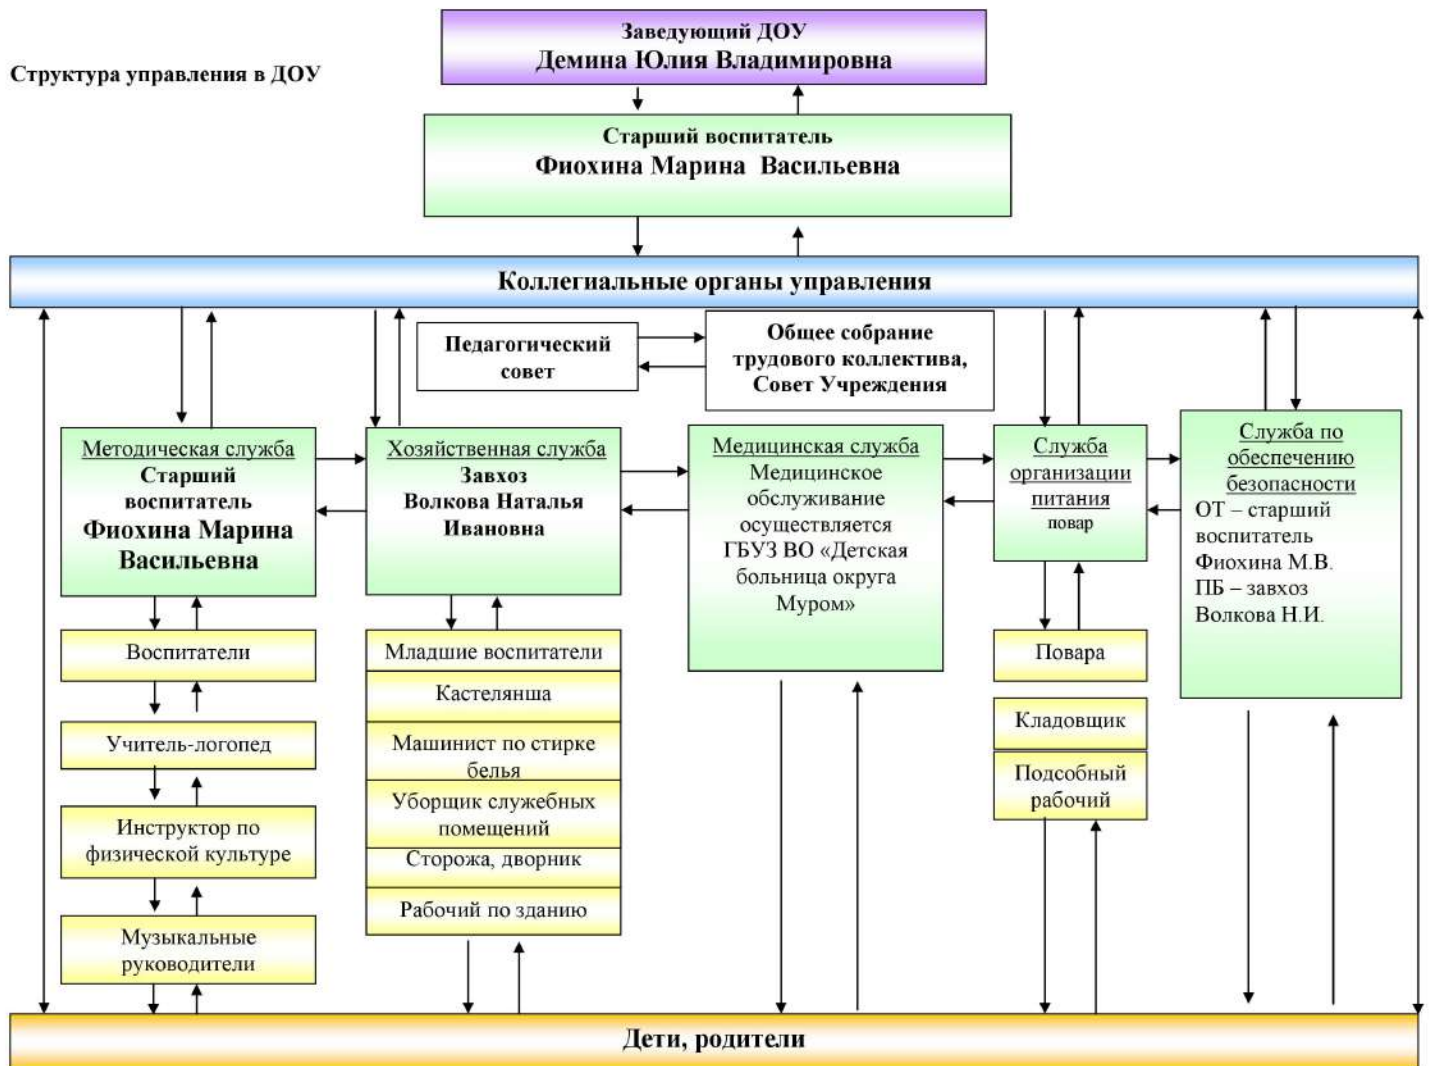 Заведующий ДОУ
Демина Юлия Владимировна
Структура управления в ДОУ
Старший воспитатель
Фиохина Марина Васильевна
Коллегиальные органы управления
Педагогический
совет
Общее собрание
трудового коллектива,
Совет Учреждения
Методическая служба
Старший
воспитатель
Фиохина Марина
Васильевна
Хозяйственная служба
Завхоз
Волкова Наталья
Ивановна
Медицинская служба
Медицинское
обслуживание
осуществляется
ГБУЗ ВО «Детская
больница округа
Муром»
Служба
организации
питания
повар
Служба по
обеспечению
безопасности
ОТ – старший
воспитатель
Фиохина М.В.
ПБ – завхоз
Волкова Н.И.
Воспитатели
Учитель-логопед
Инструктор по
физической культуре
Музыкальные
руководители
Младшие воспитатели
Кастелянша
Машинист по стирке
белья
Уборщик служебных
помещений
Сторожа, дворник
Рабочий по зданию
Повара
Кладовщик
Подсобный
рабочий
Дети, родители